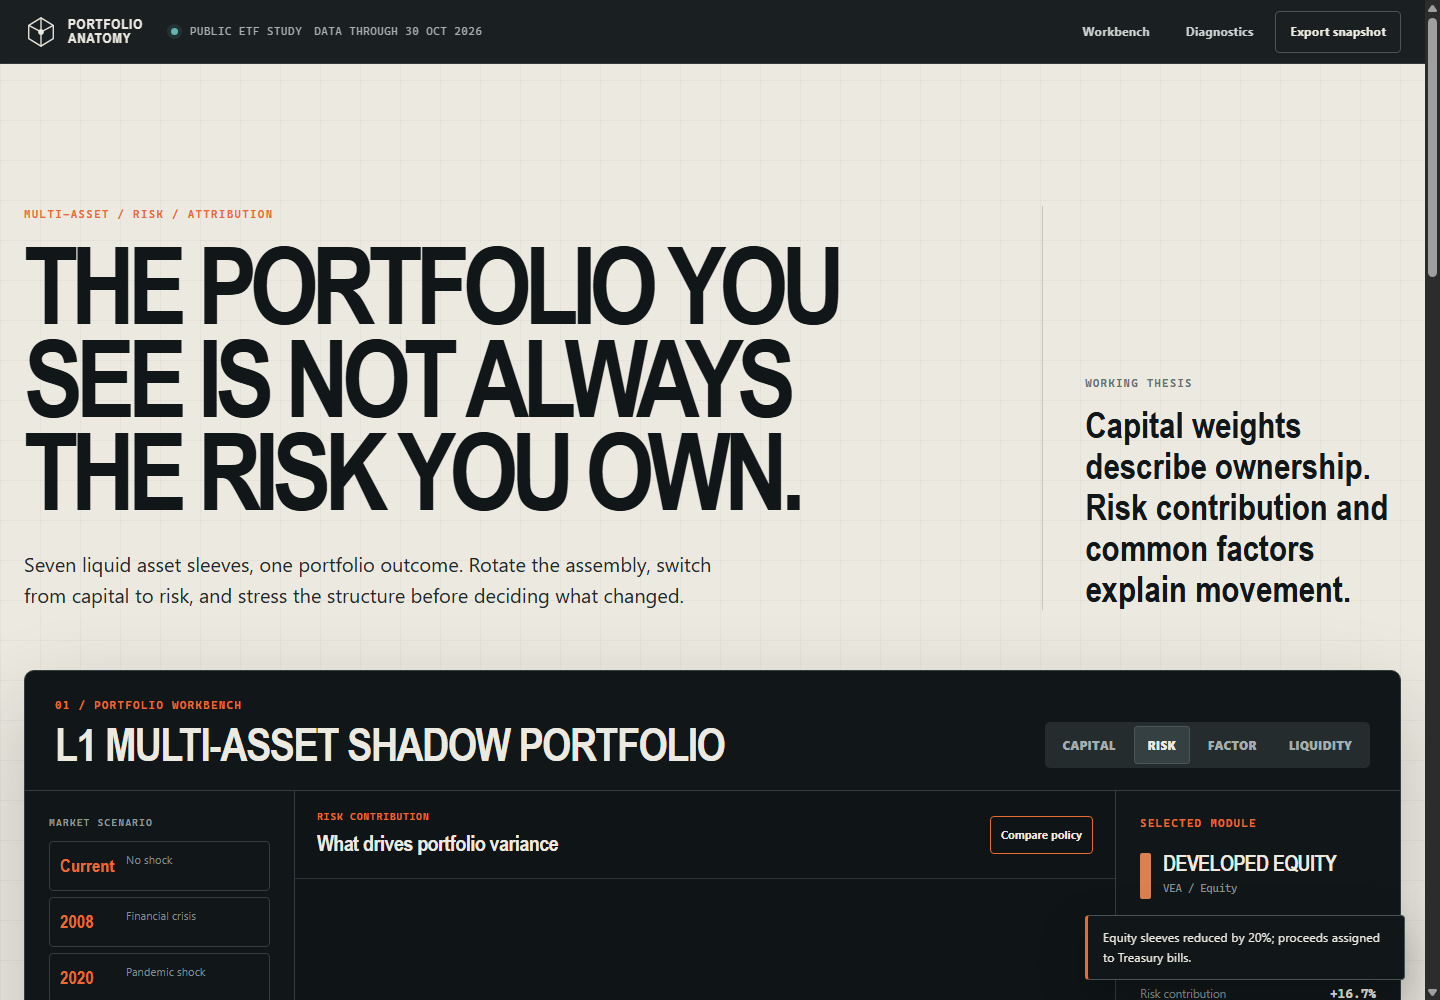 PORTFOLIO
ANATOMY
PUBLIC ETF STUDY DATA THROUGH 30 OCT 2026
Workbench
Diagnostics
Export snapshot
MULTI-ASSET / RISK / ATTRIBUTION
THE PORTFOLIO YOU
SEE IS NOT ALWAYS
THE RISK YOU OWN.
Seven liquid asset sleeves, one portfolio outcome. Rotate the assembly, switch
from capital to risk, and stress the structure before deciding what changed.
WORKING THESIS
Capital weights
describe ownership.
Risk contribution and
common factors
explain movement.
01 / PORTFOLIO WORKBENCH
L1 MULTI-ASSET SHADOW PORTFOLIO
CAPITAL
RISK
FACTOR
LIQUIDITY
MARKET SCENARIO
Current No shock
2008 Financial crisis
2020 Pandemic shock
RISK CONTRIBUTION
What drives portfolio variance
Compare policy
SELECTED MODULE
DEVELOPED EQUITY
VEA / Equity
Equity sleeves reduced by 20%; proceeds assigned
to Treasury bills.
Risk contribution +16.7%